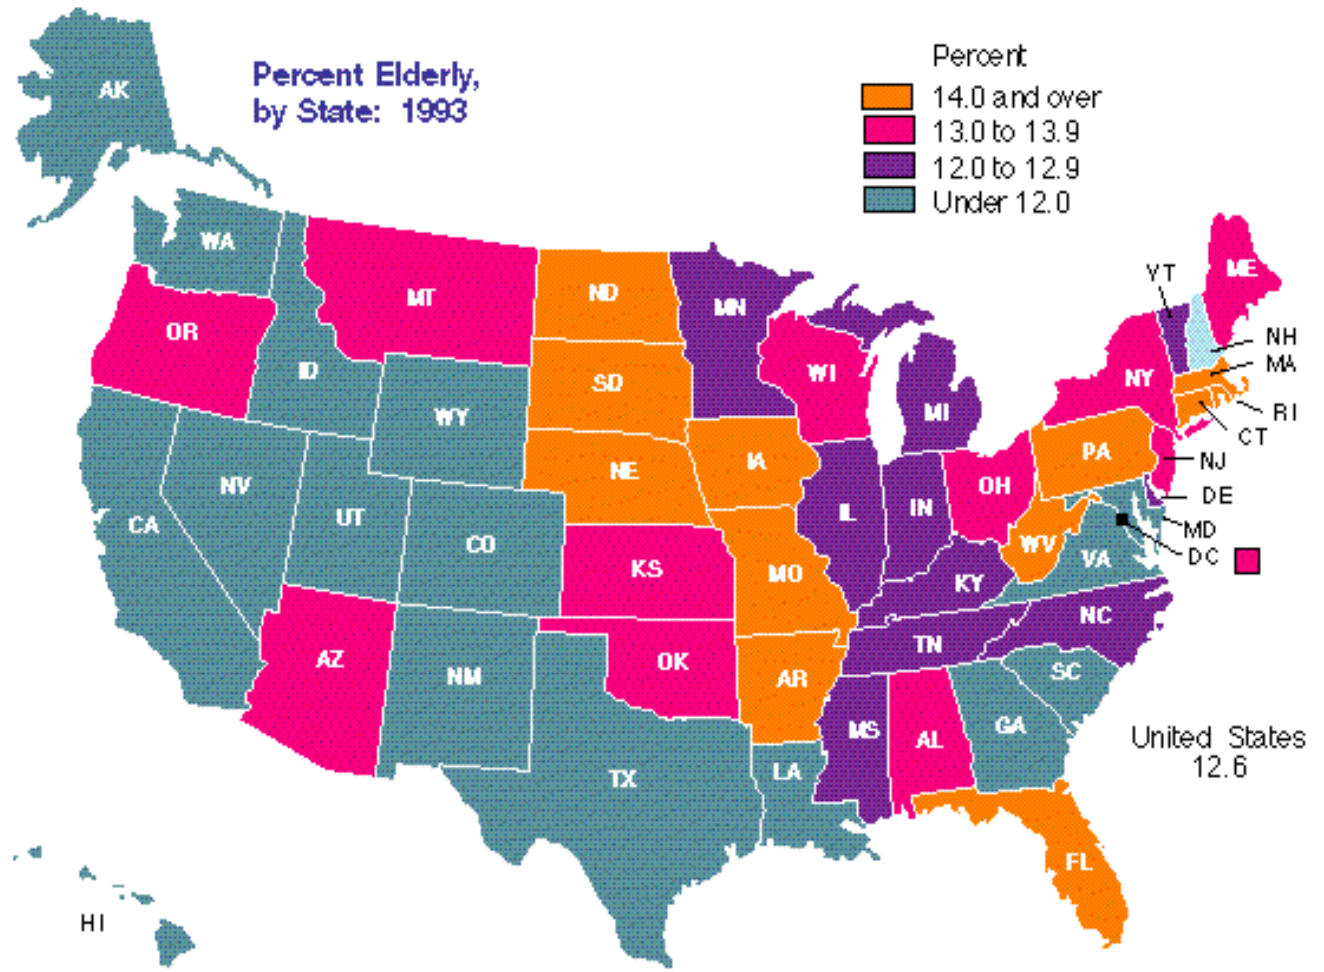 Percent Elderly,
by State: 1993
Percent
14.0 and over
13.0 to 13.9
12.0 to 12.9
Under 12.0
AK
WA
OR
MT
ID
WY
NV
CA
UT
CO
AZ
NM
ND
SD
NE
KS
OK
TX
MN
IA
MO
AR
LA
WI
MI
IL
IN
OH
KY
TN
MS
AL
GA
FL
SC
NC
VA
WV
PA
NY
VT
ME
NH
MA
RI
CT
NJ
DE
MD
DC
HI
United States
12.6